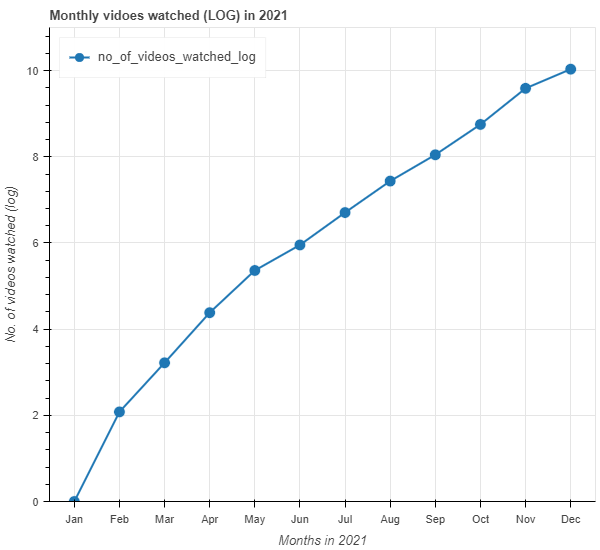 Monthly vidoes watched (LOG) in 2021
no_of_videos_watched_log
No. of videos watched (log)
10
8
6
4
2
0
Jan Feb Mar Apr May Jun Jul Aug Sep Oct Nov Dec
Months in 2021